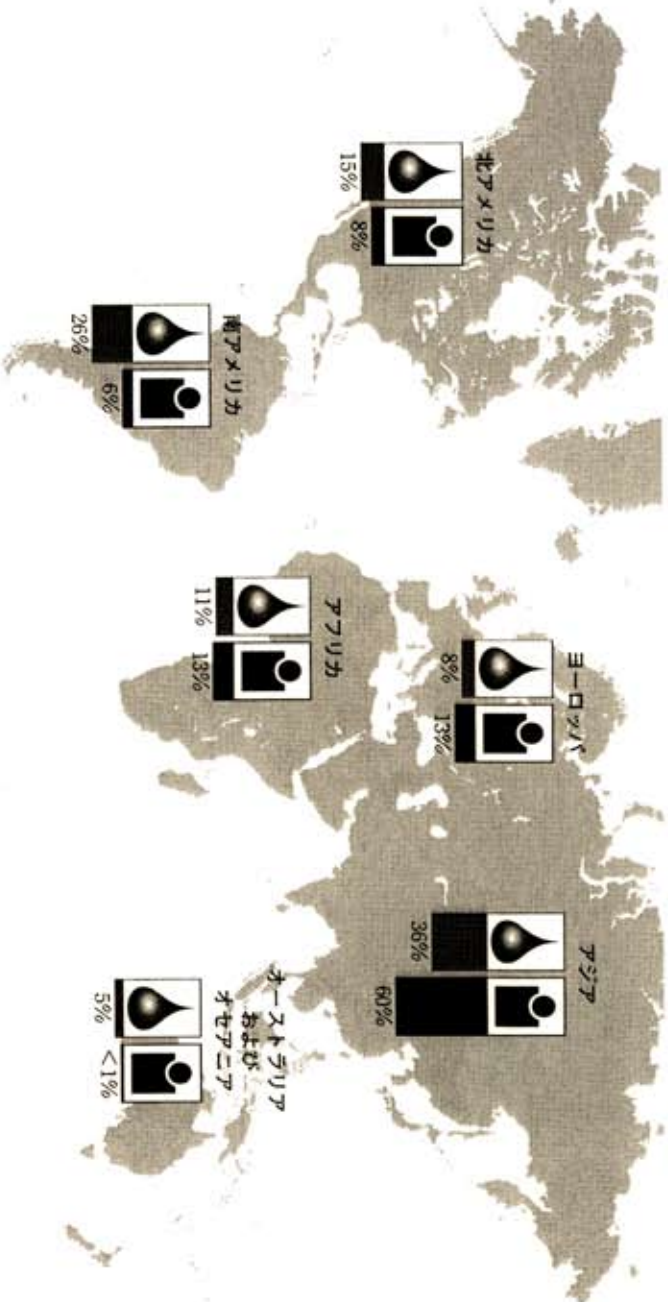 北アメリカ
15%
8%
南アメリカ
26%
6%
アフリカ
11%
13%
ヨーロッパ
8%
13%
アジア
36%
60%
オーストラリア
および
オセアニア
5%
<1%